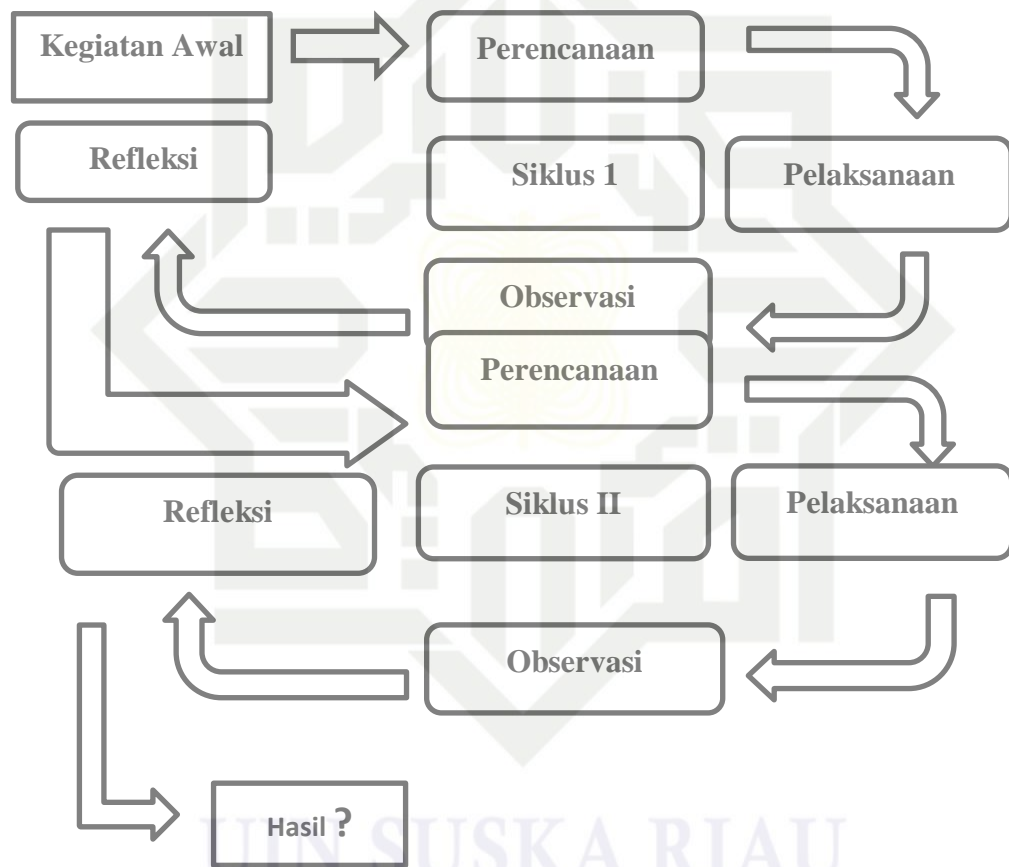 Kegiatan Awal
Perencanaan
Refleksi
Siklus 1
Pelaksanaan
Observasi
Perencanaan
Refleksi
Siklus II
Pelaksanaan
Observasi
Hasil ?
UIN SUSKA RIAU